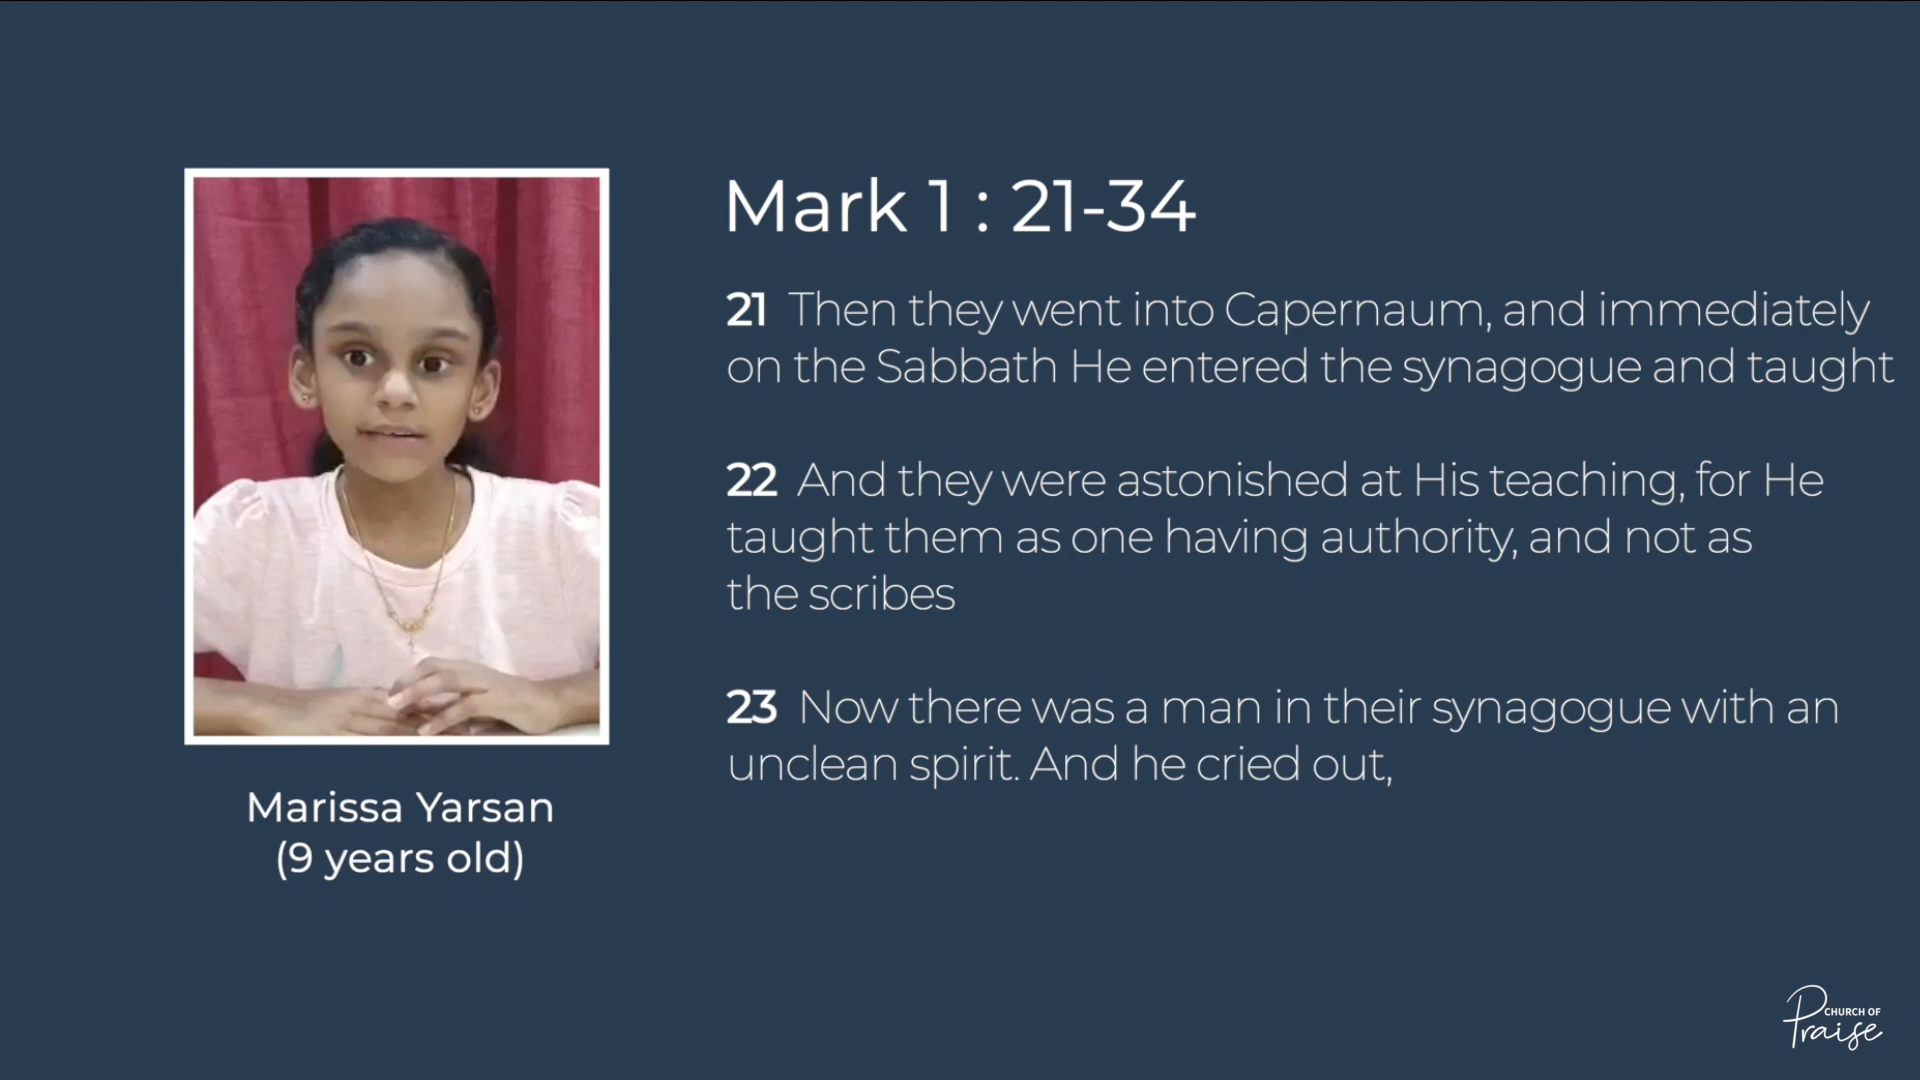 Mark 1 : 21-34
21 Then they went into Capernaum, and immediately
on the Sabbath He entered the synagogue and taught
22 And they were astonished at His teaching, for He
taught them as one having authority, and not as
the scribes
23 Now there was a man in their synagogue with an
unclean spirit. And he cried out,
Marissa Yarsan
(9 years old)
CHURCH OF
Praise